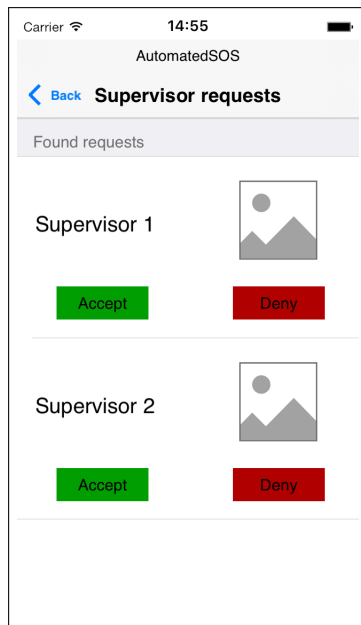 Carrier 14:55
AutomatedSOS
Back Supervisor requests
Found requests
Supervisor 1
Accept Deny
Supervisor 2
Accept Deny